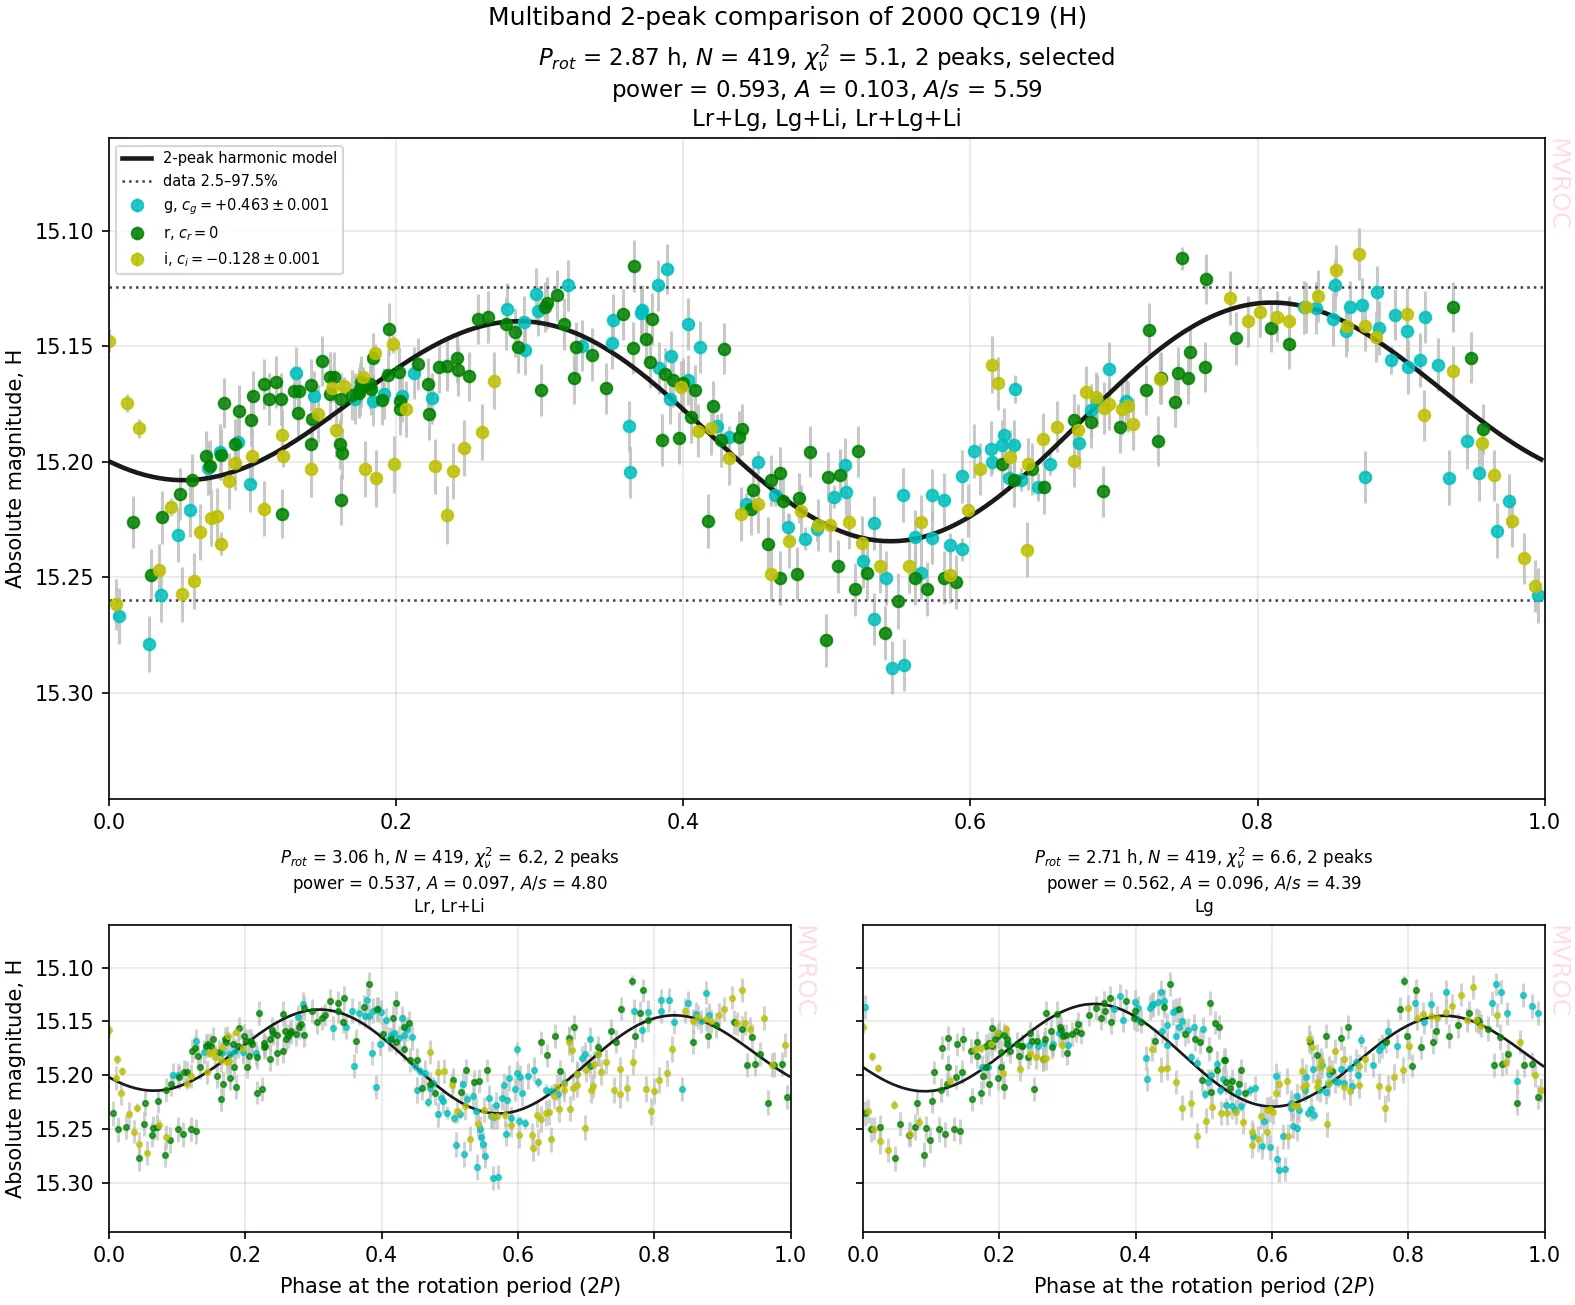 Multiband 2-peak comparison of 2000 QC19 (H)
P_rot = 2.87 h, N = 419, χ²_ν = 5.1, 2 peaks, selected
power = 0.593, A = 0.103, A/s = 5.59
Lr+Lg, Lg+Li, Lr+Lg+Li
2-peak harmonic model
data 2.5–97.5%
g, c_g = +0.463 ± 0.001
r, c_r = 0
i, c_i = −0.128 ± 0.001
MVROC
Absolute magnitude, H
15.10
15.15
15.20
15.25
15.30
0.0 0.2 0.4 0.6 0.8 1.0
P_rot = 3.06 h, N = 419, χ²_ν = 6.2, 2 peaks
power = 0.537, A = 0.097, A/s = 4.80
Lr, Lr+Li
MVROC
Absolute magnitude, H
15.10
15.15
15.20
15.25
15.30
0.0 0.2 0.4 0.6 0.8 1.0
Phase at the rotation period (2P)
P_rot = 2.71 h, N = 419, χ²_ν = 6.6, 2 peaks
power = 0.562, A = 0.096, A/s = 4.39
Lg
MVROC
0.0 0.2 0.4 0.6 0.8 1.0
Phase at the rotation period (2P)